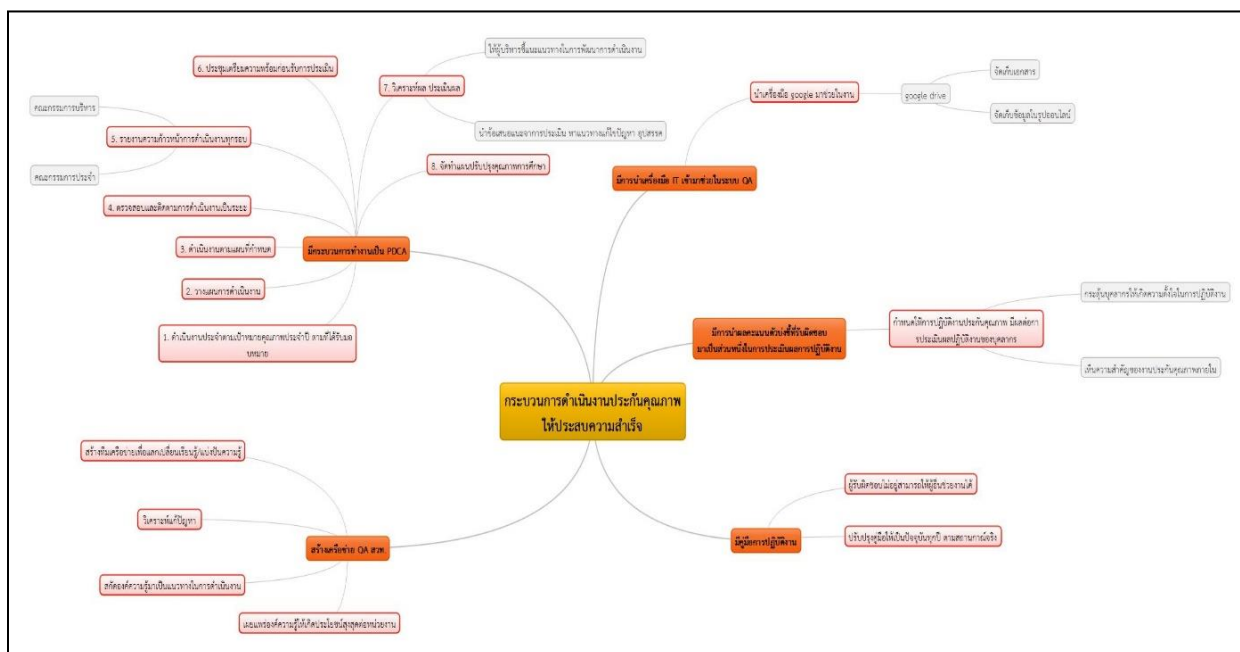 กระบวนการดำเนินงานประกันคุณภาพ
ให้ประสบความสำเร็จ
มีกระบวนการทำงานเป็น PDCA
1. ดำเนินงานประจำตามเป้าหมายคุณภาพประจำปี ตามที่ได้รับมอ
บหมาย
2. วางแผนการดำเนินงาน
3. ดำเนินงานตามแผนที่กำหนด
4. ตรวจสอบและติดตามการดำเนินงานเป็นระยะ
5. รายงานความก้าวหน้าการดำเนินงานทุกรอบ
คณะกรรมการบริหาร
คณะกรรมการประจำ
6. ประชุมเตรียมความพร้อมก่อนรับการประเมิน
7. วิเคราะห์ผล ประเมินผล
ให้ผู้บริหารชี้แนะแนวทางในการพัฒนาการดำเนินงาน
นำข้อเสนอแนะจากการประเมิน หาแนวทางแก้ไขปัญหา อุปสรรค
8. จัดทำแผนปรับปรุงคุณภาพการศึกษา
มีการนำเครื่องมือ IT เข้ามาช่วยในระบบ QA
นำเครื่องมือ google มาช่วยในงาน
google drive
จัดเก็บเอกสาร
จัดเก็บข้อมูลในรูปออนไลน์
มีการนำผลคะแนนตัวบ่งชี้ที่รับผิดชอบ
มาเป็นส่วนหนึ่งในการประเมินผลการปฏิบัติงาน
กำหนดให้การปฏิบัติงานประกันคุณภาพ มีผลต่อกา
รประเมินผลปฏิบัติงานของบุคลากร
กระตุ้นบุคลากรให้เกิดความตั้งใจในการปฏิบัติงาน
เห็นความสำคัญของงานประกันคุณภาพภายใน
มีคู่มือการปฏิบัติงาน
ผู้รับผิดชอบไม่อยู่สามารถให้ผู้อื่นช่วยงานได้
ปรับปรุงคู่มือให้เป็นปัจจุบันทุกปี ตามสถานการณ์จริง
สร้างเครือข่าย QA สวท.
สร้างทีมเครือข่ายเพื่อแลกเปลี่ยนเรียนรู้/แบ่งปันความรู้
วิเคราะห์แก้ปัญหา
สกัดองค์ความรู้มาเป็นแนวทางในการดำเนินงาน
เผยแพร่องค์ความรู้ให้เกิดประโยชน์สูงสุดต่อหน่วยงาน